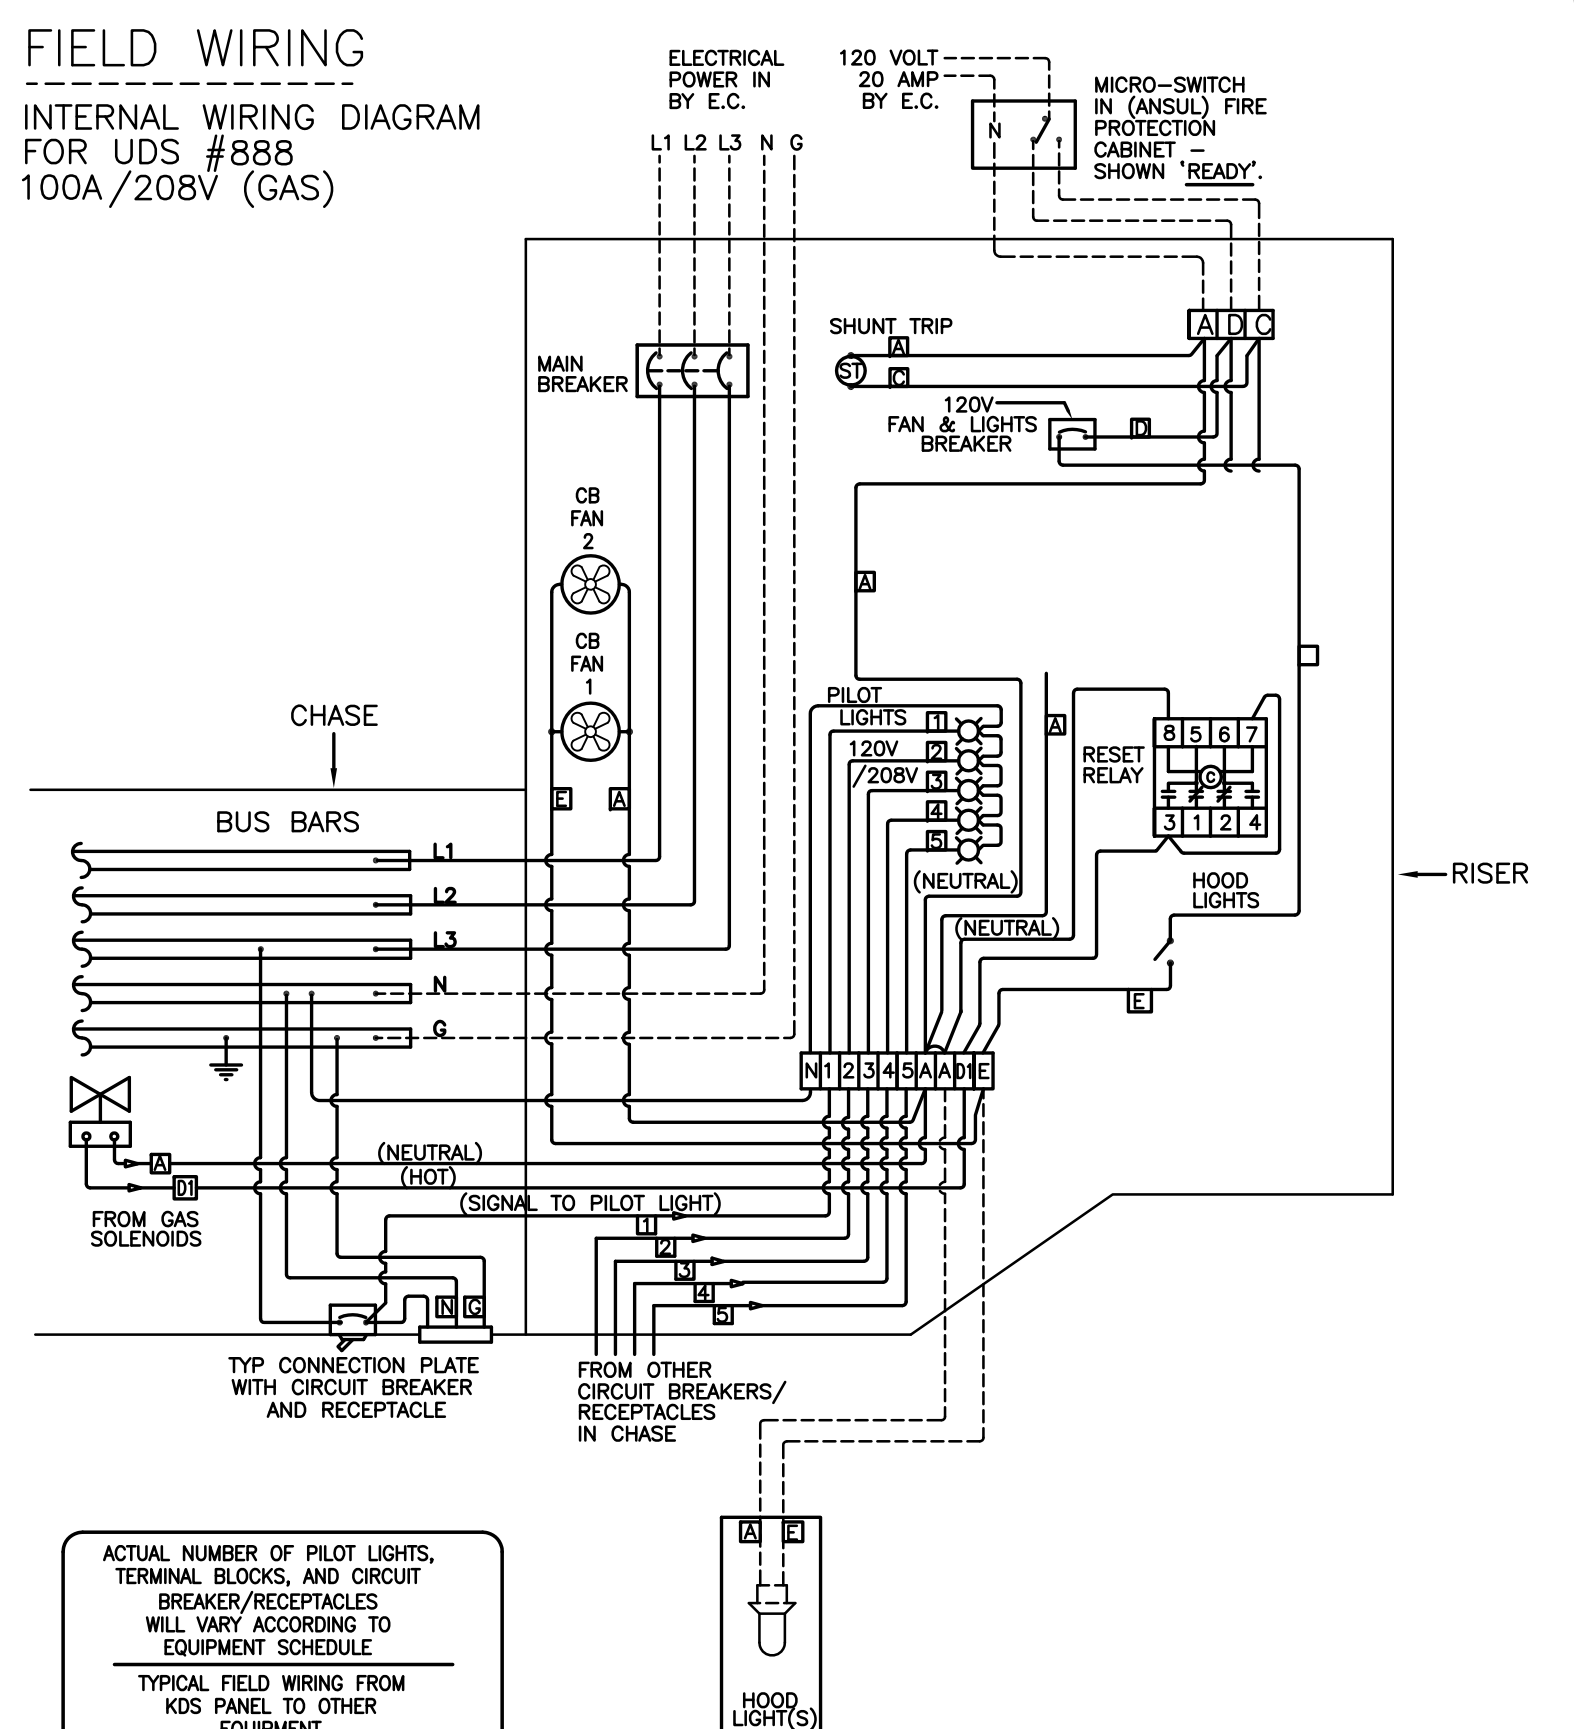 FIELD WIRING
INTERNAL WIRING DIAGRAM
FOR UDS #888
100A/208V (GAS)
ELECTRICAL
POWER IN
BY E.C.
L1 L2 L3 N G
120 VOLT
20 AMP
BY E.C.
N
MICRO-SWITCH
IN (ANSUL) FIRE
PROTECTION
CABINET -
SHOWN 'READY'.
A D C
SHUNT TRIP
A
ST
C
MAIN
BREAKER
120V
FAN & LIGHTS
BREAKER
D
CB
FAN
2
A
CB
FAN
1
E
A
PILOT
LIGHTS
120V
/208V
1
2
3
4
5
(NEUTRAL)
A
(NEUTRAL)
RESET
RELAY
8 5 6 7
C
3 1 2 4
HOOD
LIGHTS
E
RISER
CHASE
BUS BARS
L1
L2
L3
N
G
N 1 2 3 4 5 A A D1 E
A
(NEUTRAL)
D1
(HOT)
FROM GAS
SOLENOIDS
(SIGNAL TO PILOT LIGHT)
1
2
3
4
5
N G
TYP CONNECTION PLATE
WITH CIRCUIT BREAKER
AND RECEPTACLE
FROM OTHER
CIRCUIT BREAKERS/
RECEPTACLES
IN CHASE
A E
HOOD
LIGHT(S)
ACTUAL NUMBER OF PILOT LIGHTS,
TERMINAL BLOCKS, AND CIRCUIT
BREAKER/RECEPTACLES
WILL VARY ACCORDING TO
EQUIPMENT SCHEDULE
TYPICAL FIELD WIRING FROM
KDS PANEL TO OTHER
EQUIPMENT